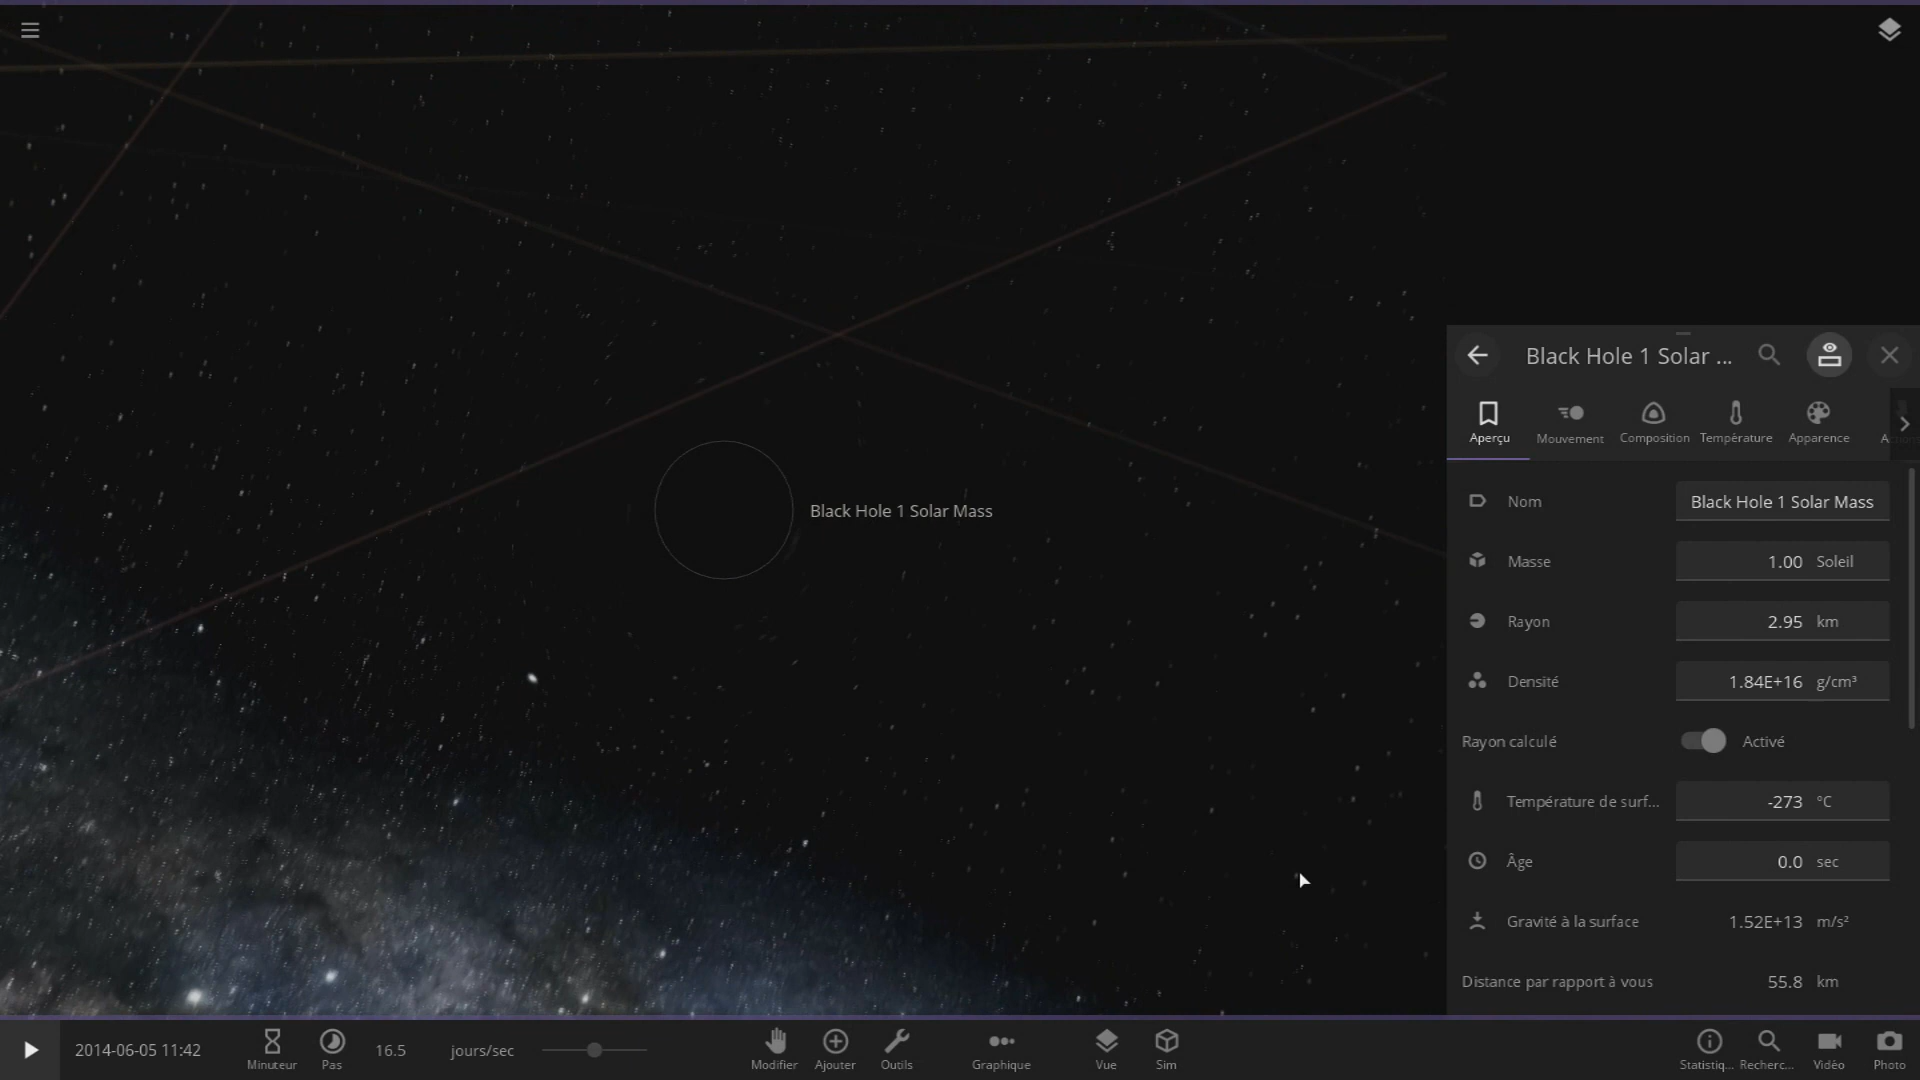 Black Hole 1 Solar ...
Aperçu
Mouvement
Composition
Température
Apparence
Nom
Black Hole 1 Solar Mass
Black Hole 1 Solar Mass
Masse
1.00 Soleil
Rayon
2.95 km
Densité
1.84E+16 g/cm³
Rayon calculé
Activé
Température de surf...
-273 °C
Âge
0.0 sec
Gravité à la surface
1.52E+13 m/s²
Distance par rapport à vous
55.8 km
2014-06-05 11:42
Minuteur
Pas
16.5
jours/sec
Modifier
Ajouter
Outils
Graphique
Vue
Sim
Statistiq...
Recherc...
Vidéo
Photo